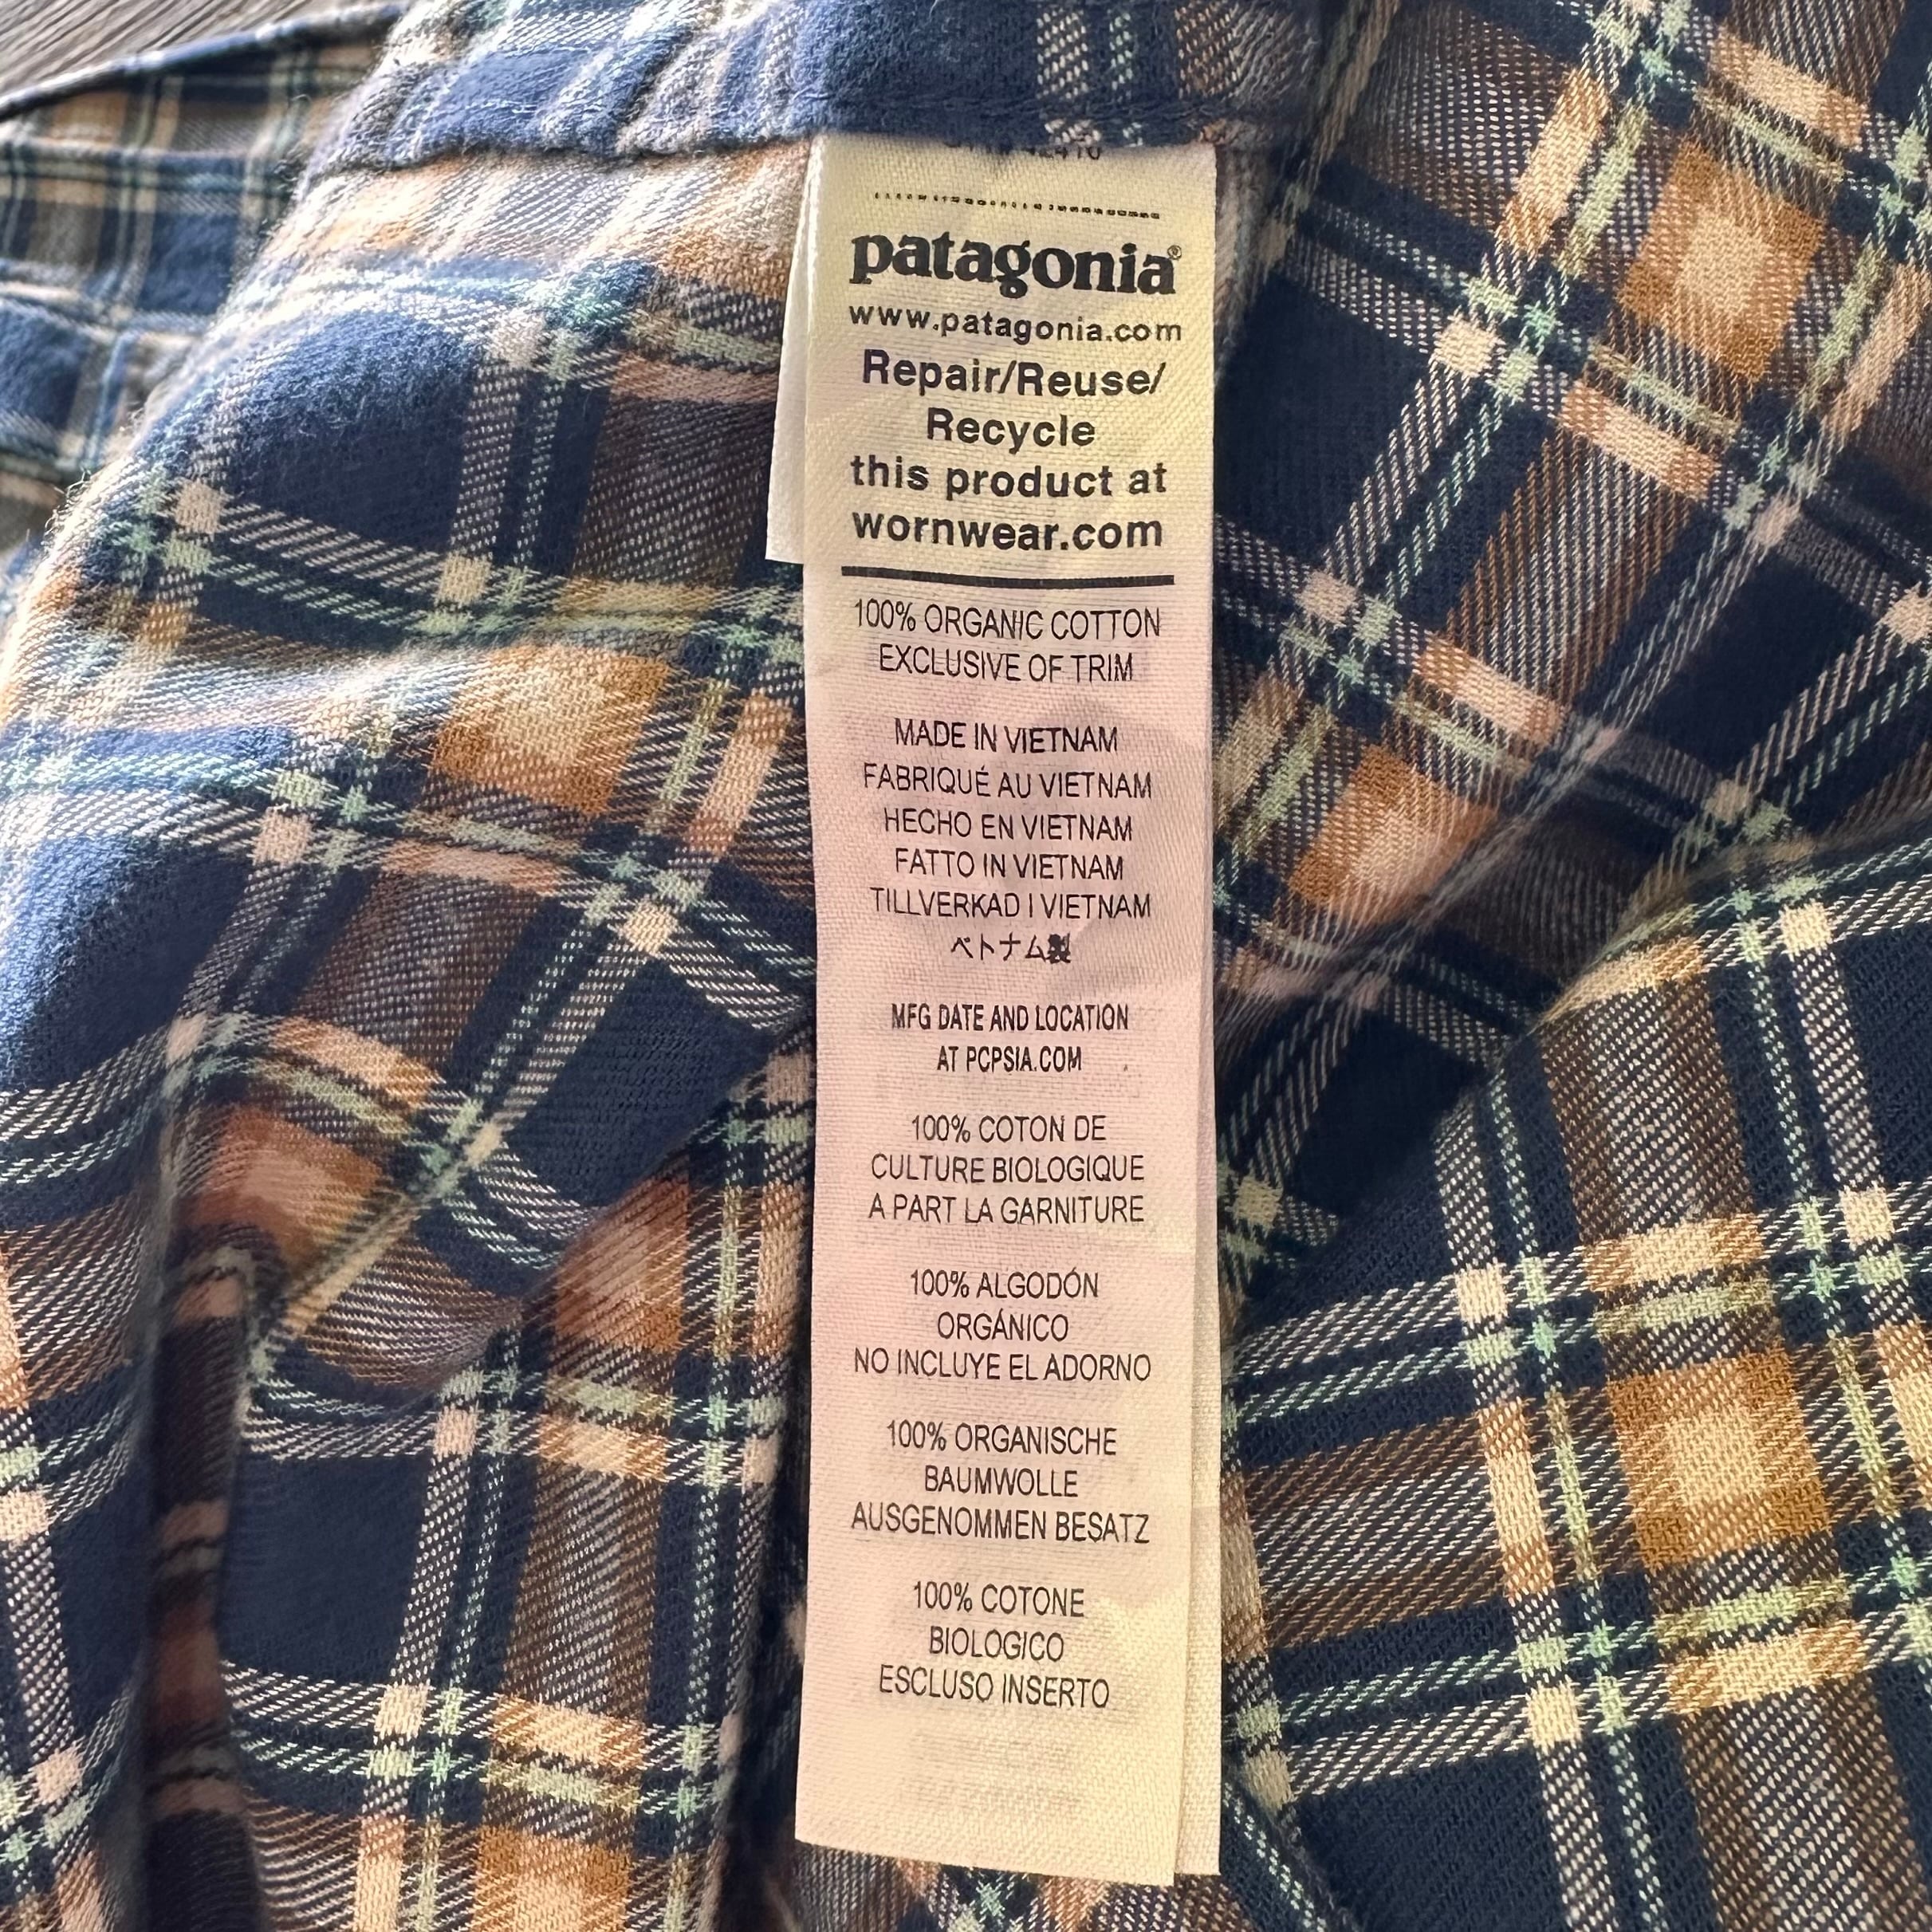 patagonia®
www.patagonia.com
Repair/Reuse/
Recycle
this product at
wornwear.com
100% ORGANIC COTTON
EXCLUSIVE OF TRIM
MADE IN VIETNAM
FABRIQUÉ AU VIETNAM
HECHO EN VIETNAM
FATTO IN VIETNAM
TILLVERKAD I VIETNAM
ベトナム製
MFG DATE AND LOCATION
AT PCPSIA.COM
100% COTON DE
CULTURE BIOLOGIQUE
A PART LA GARNITURE
100% ALGODÓN
ORGÁNICO
NO INCLUYE EL ADORNO
100% ORGANISCHE
BAUMWOLLE
AUSGENOMMEN BESATZ
100% COTONE
BIOLOGICO
ESCLUSO INSERTO